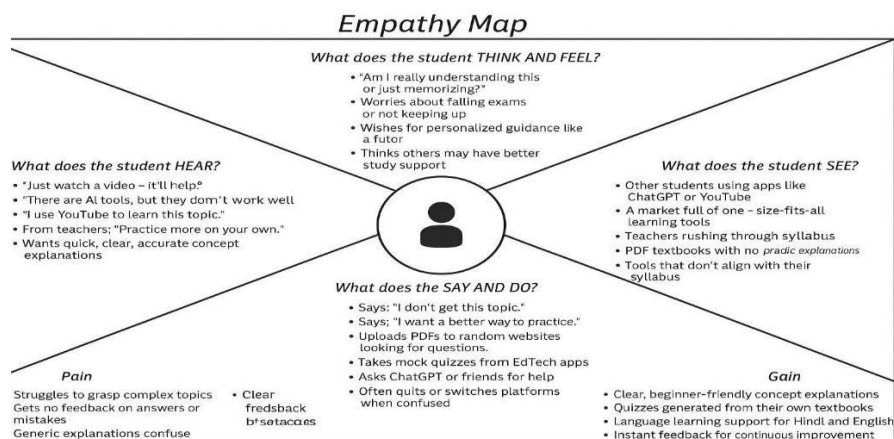 Empathy Map
What does the student THINK AND FEEL?
• "Am I really understanding this
or just memorizing?"
• Worries about falling exams
or not keeping up
• Wishes for personalized guidance like
a futor
• Thinks others may have better
study support
What does the student HEAR?
• "Just watch a video – it'll help."
• "There are AI tools, but they dom't work well
• "I use YouTube to learn this topic."
• From teachers; "Practice more on your own."
• Wants quick, clear, accurate concept
explanations
What does the student SEE?
• Other students using apps like
ChatGPT or YouTube
• A market full of one – size-fits-all
learning tools
• Teachers rushing through syllabus
• PDF textbooks with no pradic explanations
• Tools that don't align with their
syllabus
What does the SAY AND DO?
• Says: "I don't get this topic."
• Says; "I want a better way to practice."
• Uploads PDFs to random websites
looking for questions.
• Takes mock quizzes from EdTech apps
• Asks ChatGPT or friends for help
• Often quits or switches platforms
when confused
Pain
Struggles to grasp complex topics
Gets no feedback on answers or
mistakes
Generic explanations confuse
• Clear
fredsback
Gain
• Clear, beginner-friendly concept explanations
• Quizzes generated from their own textbooks
• Language learning support for Hindi and English
• Instant feedback for continuous improvement